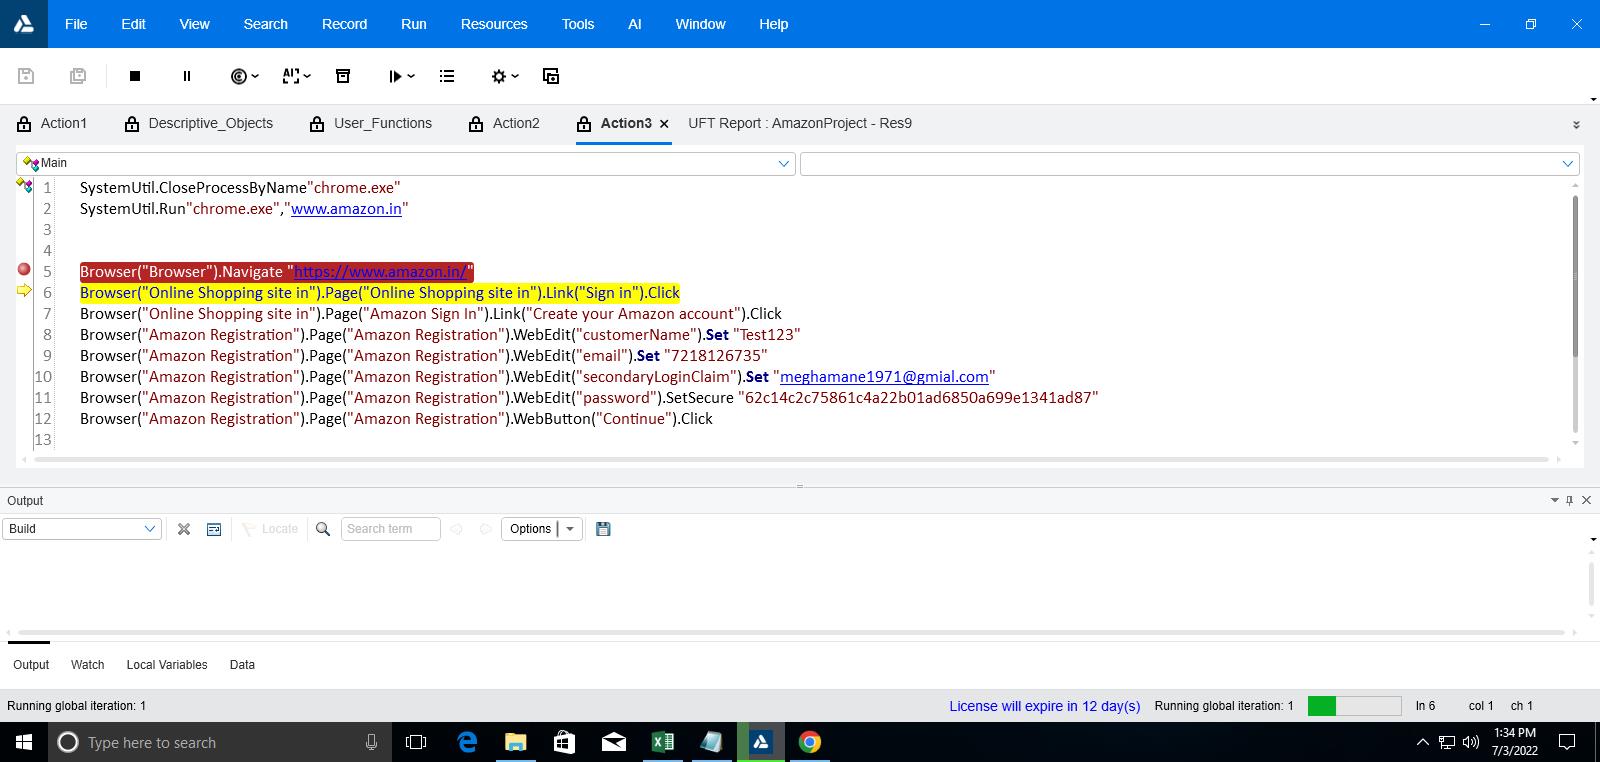 File Edit View Search Record Run Resources Tools AI Window Help
Action1 Descriptive_Objects User_Functions Action2 Action3 UFT Report : AmazonProject - Res9
Main
1 SystemUtil.CloseProcessByName"chrome.exe"
2 SystemUtil.Run"chrome.exe","www.amazon.in"
3
4
5 Browser("Browser").Navigate "https://www.amazon.in/"
6 Browser("Online Shopping site in").Page("Online Shopping site in").Link("Sign in").Click
7 Browser("Online Shopping site in").Page("Amazon Sign In").Link("Create your Amazon account").Click
8 Browser("Amazon Registration").Page("Amazon Registration").WebEdit("customerName").Set "Test123"
9 Browser("Amazon Registration").Page("Amazon Registration").WebEdit("email").Set "7218126735"
10 Browser("Amazon Registration").Page("Amazon Registration").WebEdit("secondaryLoginClaim").Set "meghamane1971@gmial.com"
11 Browser("Amazon Registration").Page("Amazon Registration").WebEdit("password").SetSecure "62c14c2c75861c4a22b01ad6850a699e1341ad87"
12 Browser("Amazon Registration").Page("Amazon Registration").WebButton("Continue").Click
13
Output
Build Locate Search term Options
Output Watch Local Variables Data
Running global iteration: 1 License will expire in 12 day(s) Running global iteration: 1 ln 6 col 1 ch 1
Type here to search
1:34 PM
7/3/2022